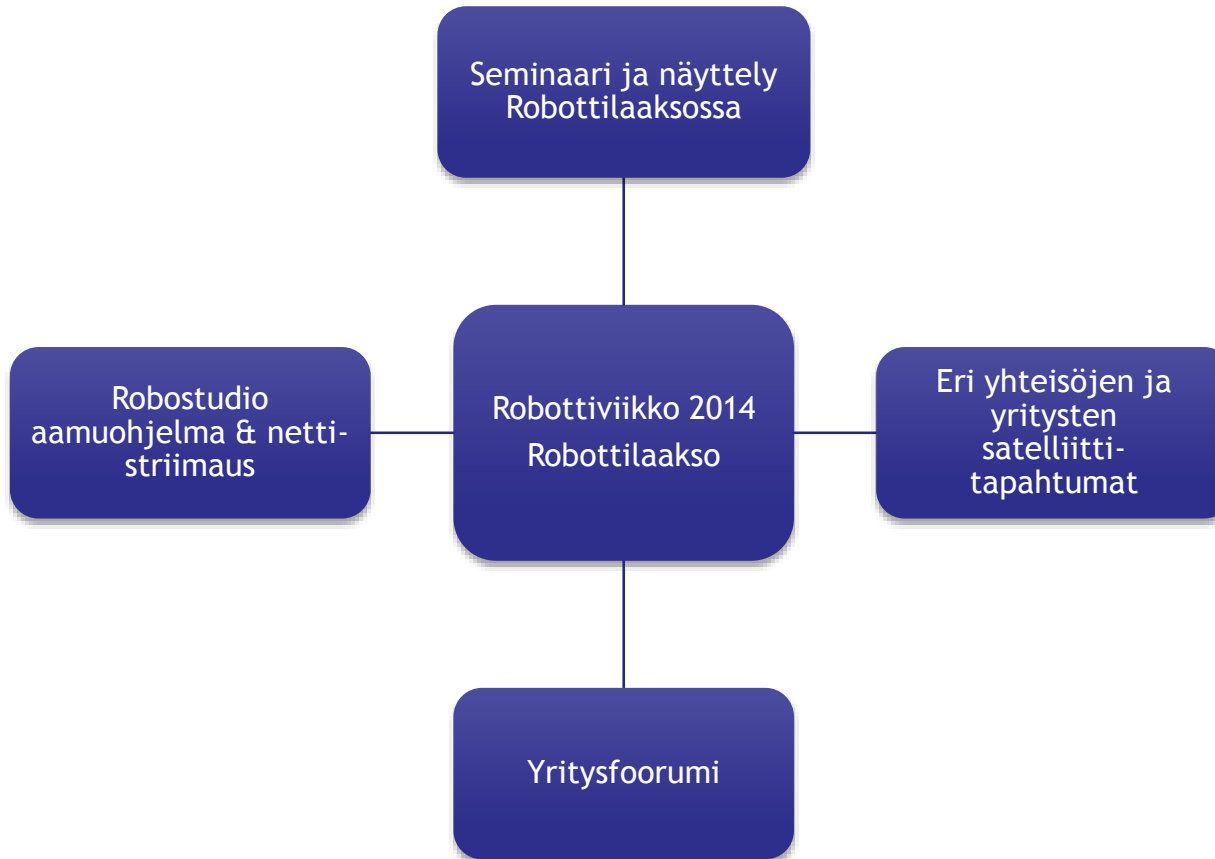 Seminaari ja näyttely
Robottilaaksossa
Robostudio
aamuohjelma & netti-
striimaus
Robottiviikko 2014
Robottilaakso
Eri yhteisöjen ja
yritysten
satelliitti-
tapahtumat
Yritysfoorumi